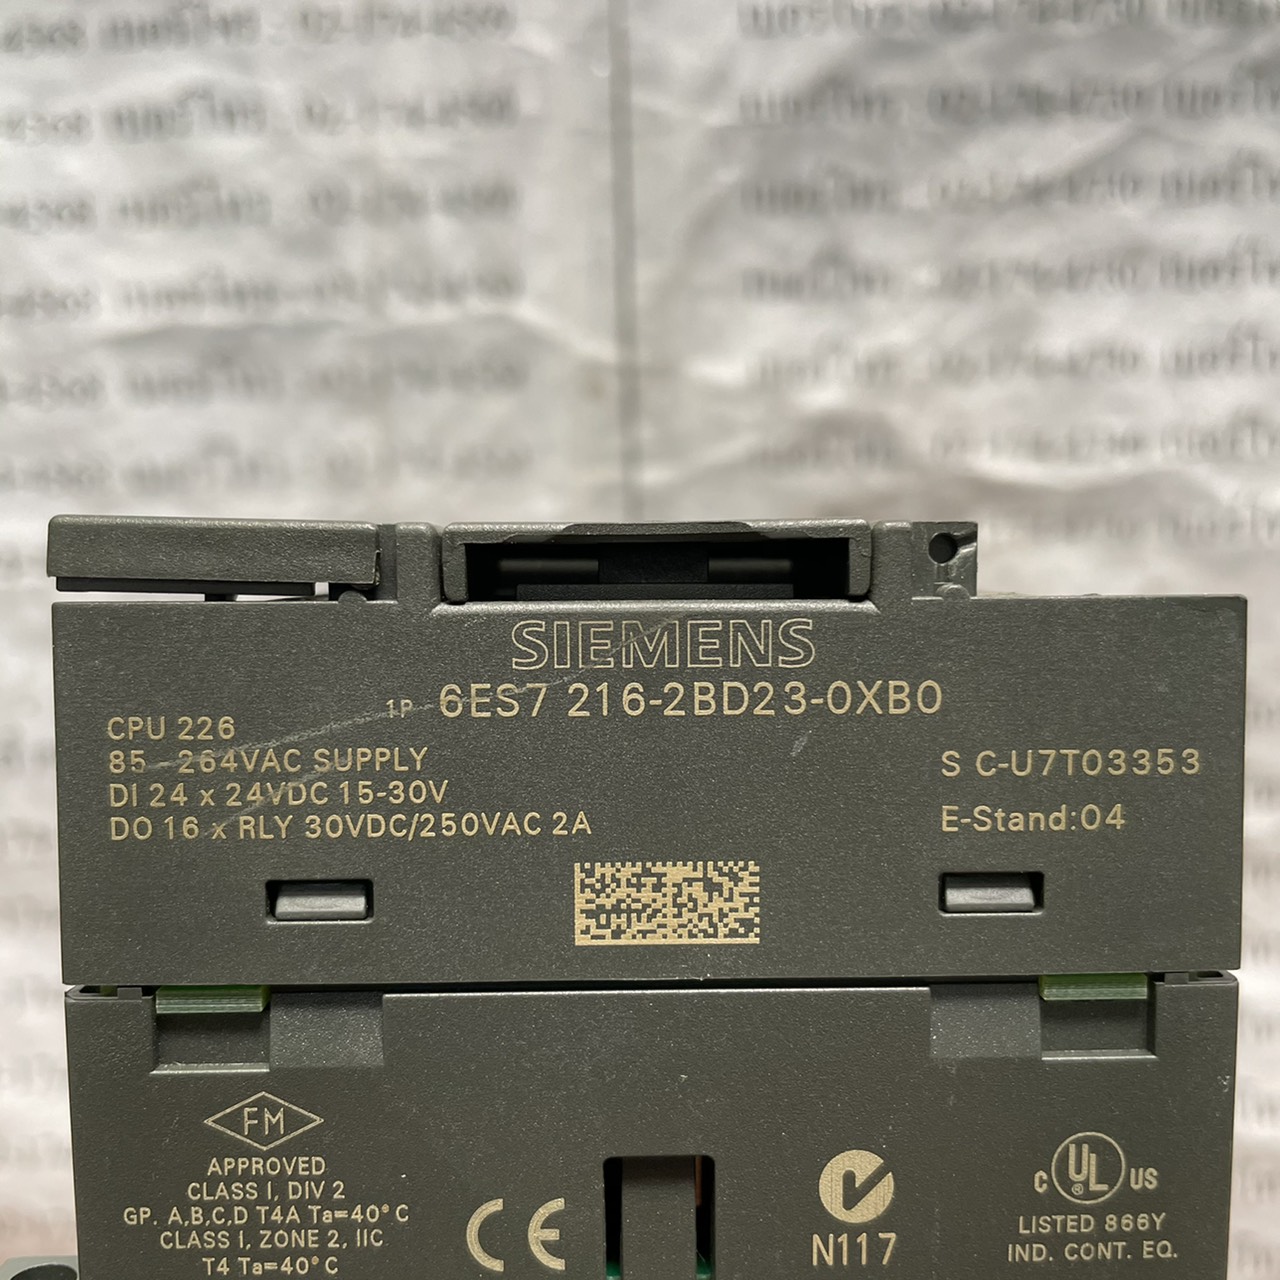 SIEMENS
1P 6ES7 216-2BD23-0XB0
CPU 226
85-264VAC SUPPLY
DI 24 x 24VDC 15-30V
DO 16 x RLY 30VDC/250VAC 2A
S C-U7T03353
E-Stand:04
FM
APPROVED
CLASS I, DIV 2
GP. A,B,C,D T4A Ta=40° C
CLASS I, ZONE 2, IIC
T4 Ta=40° C
CE
N117
C UL US
®
LISTED 866Y
IND. CONT. EQ.